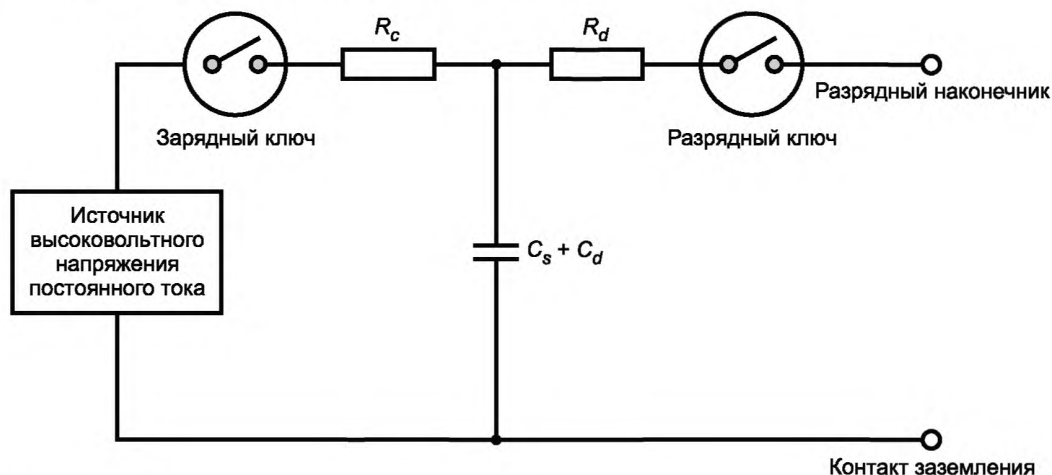 R_c
R_d
Зарядный ключ
Разрядный ключ
Разрядный наконечник
Источник
высоковольтного
напряжения
постоянного тока
C_s + C_d
Контакт заземления